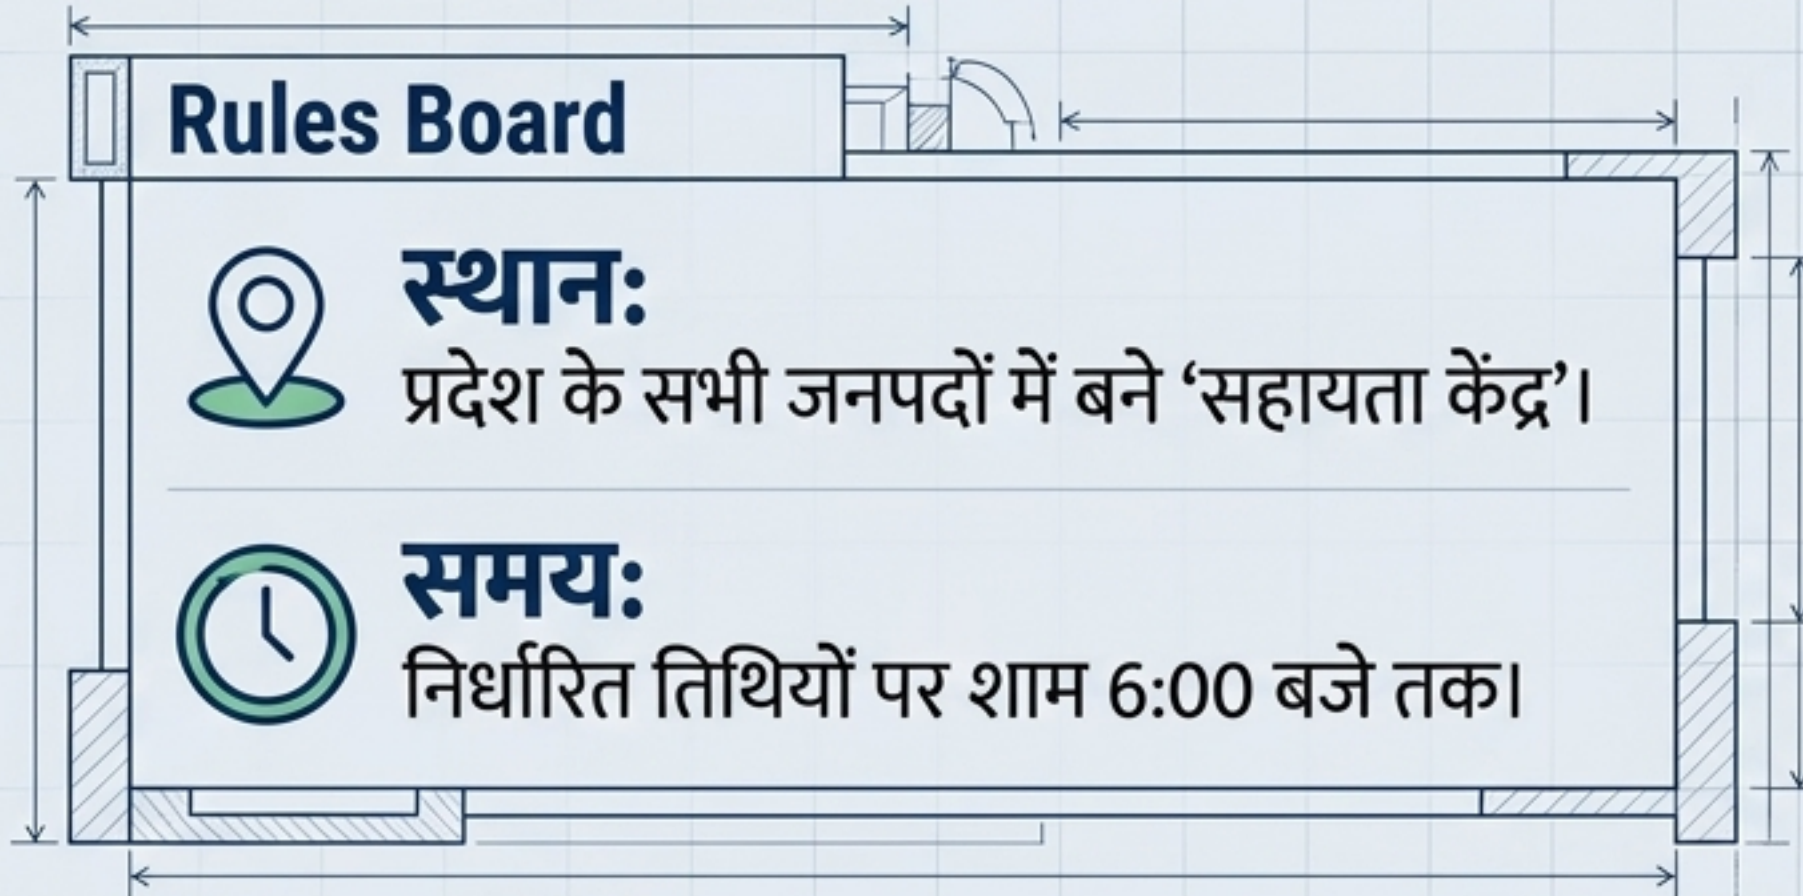 Rules Board
स्थान:
प्रदेश के सभी जनपदों में बने ‘सहायता केंद्र’।
समय:
निर्धारित तिथियों पर शाम 6:00 बजे तक।